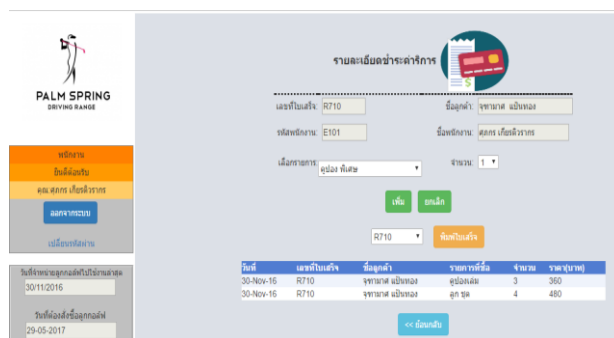 PALM SPRING
DRIVING RANGE
พนักงาน
ยินดีต้อนรับ
คุณ ศุภกร เกียรติวรากร
ออกจากระบบ
เปลี่ยนรหัสผ่าน
วันที่จำหน่ายลูกกอล์ฟไปใช้งานล่าสุด
30/11/2016
วันที่ต้องสั่งซื้อลูกกอล์ฟ
29-05-2017
รายละเอียดชำระค่าริการ
เลขที่ใบเสร็จ: R710 ชื่อลูกค้า: จุฑามาศ แป้นทอง
รหัสพนักงาน: E101 ชื่อพนักงาน: ศุภกร เกียรติวรากร
เลือกรายการ: คูปอง พิเศษ จำนวน: 1
เพิ่ม ยกเลิก
R710 พิมพ์ใบเสร็จ
วันที่ เลขที่ใบเสร็จ ชื่อลูกค้า รายการที่ซื้อ จำนวน ราคา(บาท)
30-Nov-16 R710 จุฑามาศ แป้นทอง คูปองเล่ม 3 360
30-Nov-16 R710 จุฑามาศ แป้นทอง ลูก ชุด 4 480
<< ย้อนกลับ